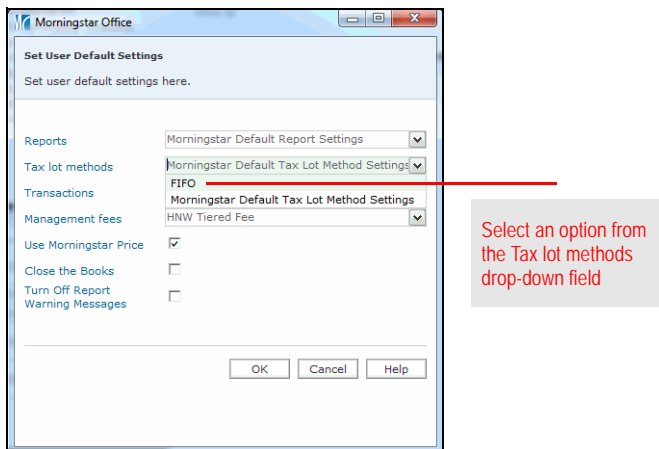 Morningstar Office
Set User Default Settings
Set user default settings here.
Reports Morningstar Default Report Settings
Tax lot methods Morningstar Default Tax Lot Method Settings
FIFO
Transactions Morningstar Default Tax Lot Method Settings
Management fees HNW Tiered Fee
Use Morningstar Price
Close the Books
Turn Off Report
Warning Messages
OK Cancel Help
Select an option from
the Tax lot methods
drop-down field